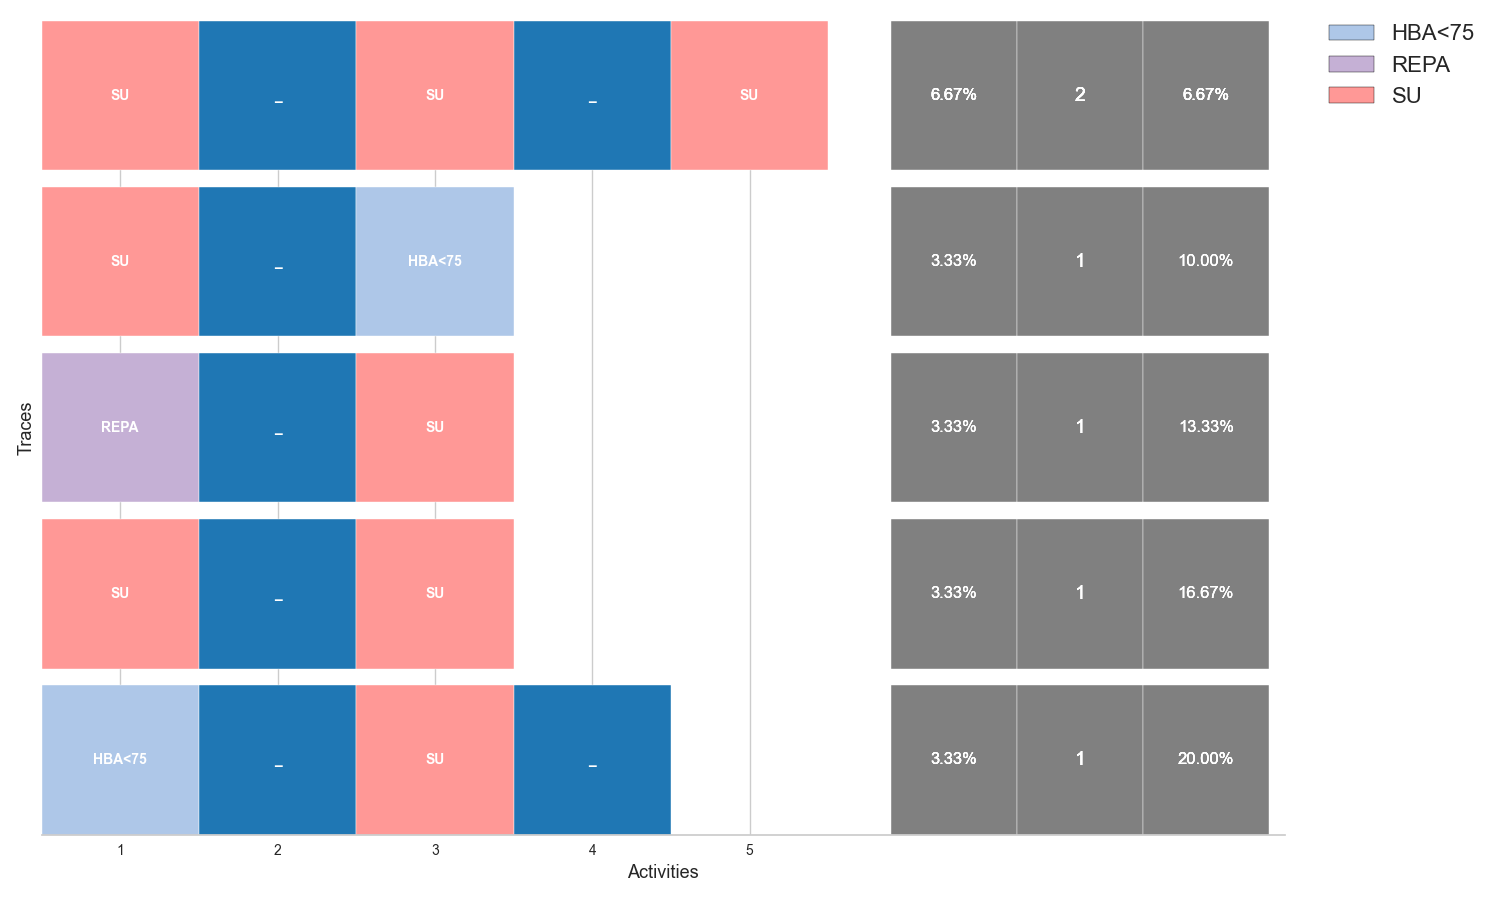 SU _ SU _ SU 6.67% 2 6.67%
SU _ HBA<75 3.33% 1 10.00%
REPA _ SU 3.33% 1 13.33%
SU _ SU 3.33% 1 16.67%
HBA<75 _ SU _ 3.33% 1 20.00%
Traces
1 2 3 4 5
Activities
HBA<75
REPA
SU